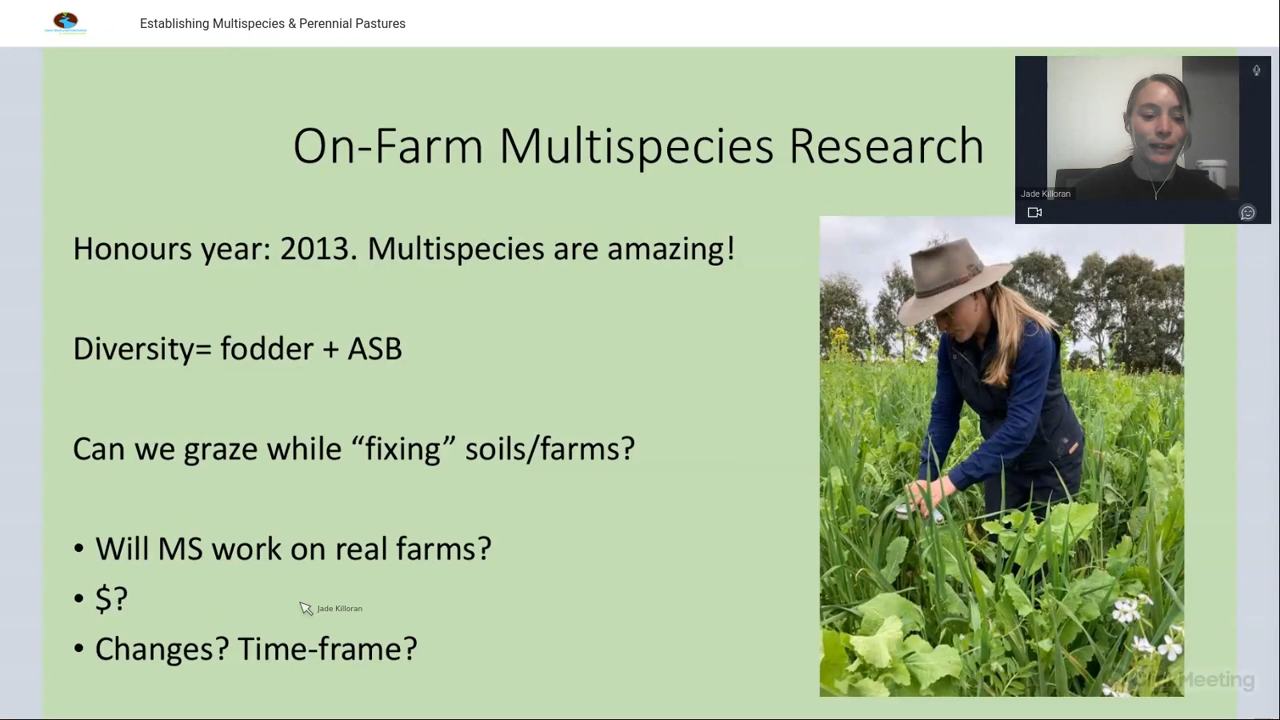 Establishing Multispecies & Perennial Pastures
On-Farm Multispecies Research
Jade Killoran
Honours year: 2013. Multispecies are amazing!
Diversity= fodder + ASB
Can we graze while “fixing” soils/farms?
• Will MS work on real farms?
• $?
Jade Killoran
• Changes? Time-frame?
Meeting